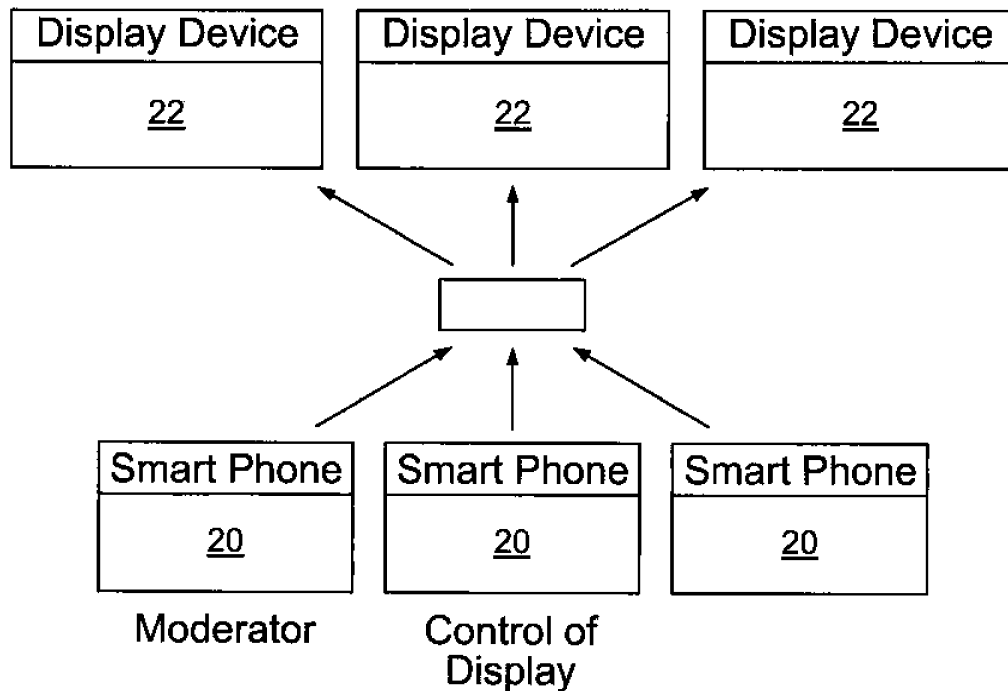 Display Device
22
Display Device
22
Display Device
22
Smart Phone
20
Moderator
Smart Phone
20
Control of
Display
Smart Phone
20